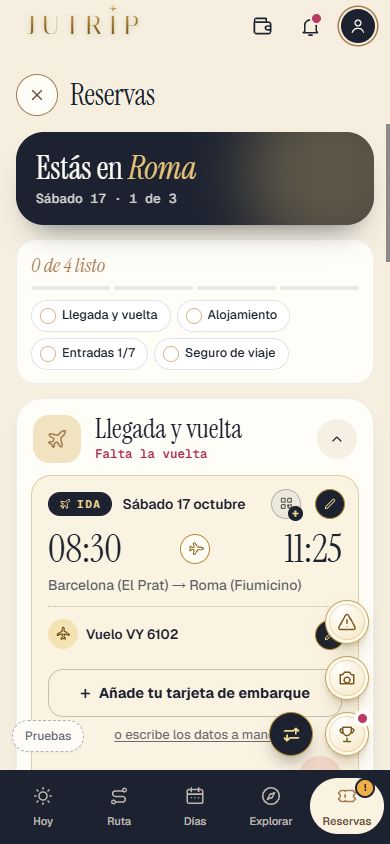 JUTRIP
Reservas
Estás en Roma
Sábado 17 · 1 de 3
0 de 4 listo
Llegada y vuelta
Alojamiento
Entradas 1/7
Seguro de viaje
Llegada y vuelta
Falta la vuelta
IDA
Sábado 17 octubre
08:30
11:25
Barcelona (El Prat) → Roma (Fiumicino)
Vuelo VY 6102
+ Añade tu tarjeta de embarque
Pruebas
o escribe los datos a
!
Hoy
Ruta
Días
Explorar
Reservas